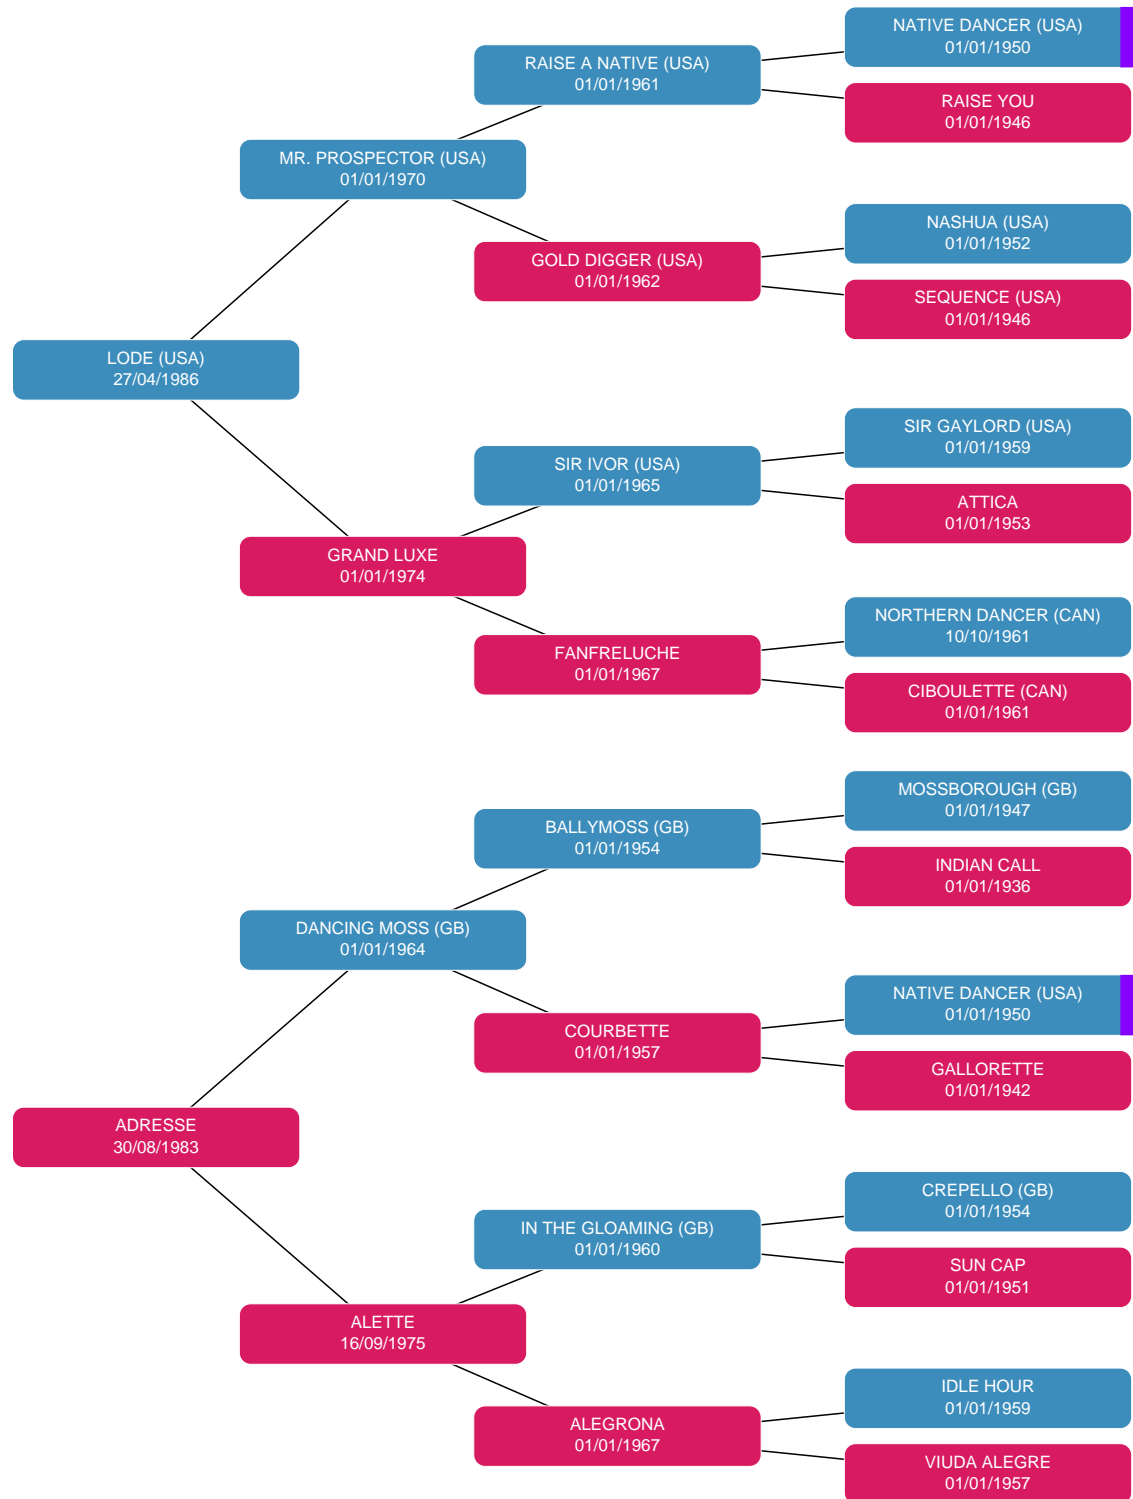 NATIVE DANCER (USA)
01/01/1950
RAISE A NATIVE (USA)
01/01/1961
RAISE YOU
01/01/1946
MR. PROSPECTOR (USA)
01/01/1970
NASHUA (USA)
01/01/1952
GOLD DIGGER (USA)
01/01/1962
SEQUENCE (USA)
01/01/1946
LODE (USA)
27/04/1986
SIR GAYLORD (USA)
01/01/1959
SIR IVOR (USA)
01/01/1965
ATTICA
01/01/1953
GRAND LUXE
01/01/1974
NORTHERN DANCER (CAN)
10/10/1961
FANFRELUCHE
01/01/1967
CIBOULETTE (CAN)
01/01/1961
MOSSBOROUGH (GB)
01/01/1947
BALLYMOSS (GB)
01/01/1954
INDIAN CALL
01/01/1936
DANCING MOSS (GB)
01/01/1964
NATIVE DANCER (USA)
01/01/1950
COURBETTE
01/01/1957
GALLORETTE
01/01/1942
ADRESSE
30/08/1983
CREPELLO (GB)
01/01/1954
IN THE GLOAMING (GB)
01/01/1960
SUN CAP
01/01/1951
ALETTE
16/09/1975
IDLE HOUR
01/01/1959
ALEGRONA
01/01/1967
VIUDA ALEGRE
01/01/1957